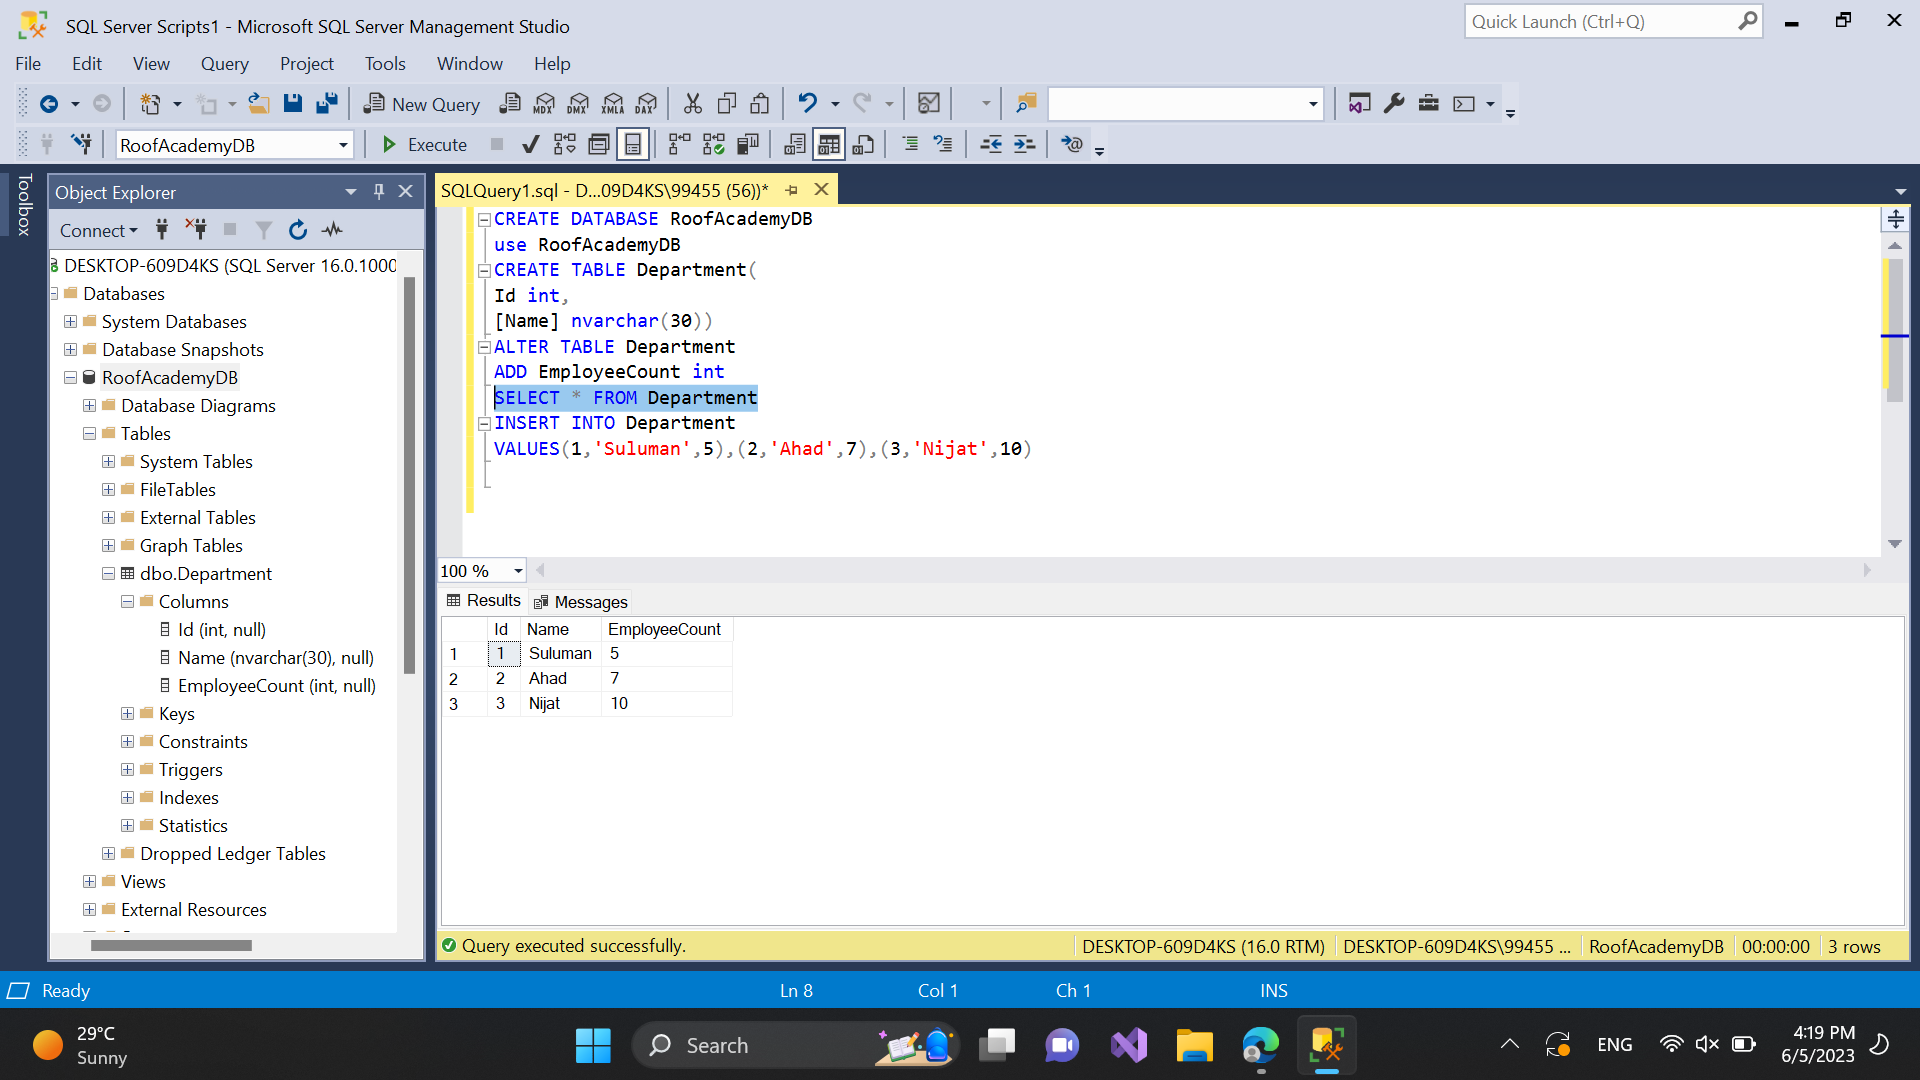 SQL Server Scripts1 - Microsoft SQL Server Management Studio
Quick Launch (Ctrl+Q)
File Edit View Query Project Tools Window Help
New Query MDX DMX XMLA DAX
RoofAcademyDB Execute
Toolbox
Object Explorer
Connect
DESKTOP-609D4KS (SQL Server 16.0.1000
Databases
System Databases
Database Snapshots
RoofAcademyDB
Database Diagrams
Tables
System Tables
FileTables
External Tables
Graph Tables
dbo.Department
Columns
Id (int, null)
Name (nvarchar(30), null)
EmployeeCount (int, null)
Keys
Constraints
Triggers
Indexes
Statistics
Dropped Ledger Tables
Views
External Resources
SQLQuery1.sql - D...09D4KS\99455 (56))*
CREATE DATABASE RoofAcademyDB
use RoofAcademyDB
CREATE TABLE Department(
Id int,
[Name] nvarchar(30))
ALTER TABLE Department
ADD EmployeeCount int
SELECT * FROM Department
INSERT INTO Department
VALUES(1,'Suluman',5),(2,'Ahad',7),(3,'Nijat',10)
100 %
Results Messages
Id Name EmployeeCount
1 1 Suluman 5
2 2 Ahad 7
3 3 Nijat 10
Query executed successfully. DESKTOP-609D4KS (16.0 RTM) DESKTOP-609D4KS\99455 ... RoofAcademyDB 00:00:00 3 rows
Ready Ln 8 Col 1 Ch 1 INS
29°C
Sunny
Search
ENG
4:19 PM
6/5/2023